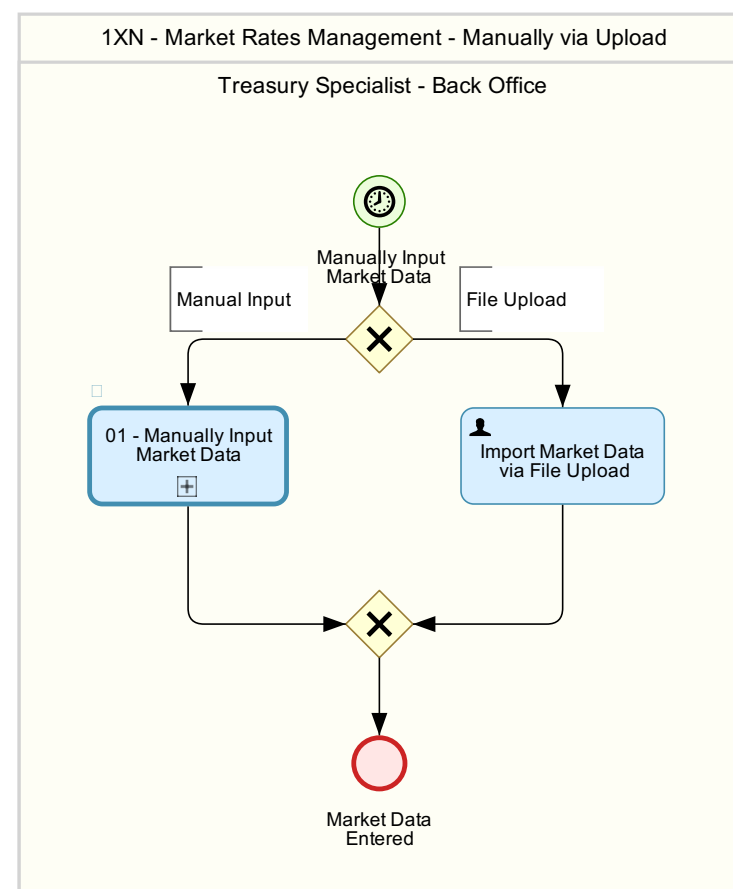 1XN - Market Rates Management - Manually via Upload
Treasury Specialist - Back Office
Manually Input
Market Data
Manual Input
File Upload
01 - Manually Input
Market Data
Import Market Data
via File Upload
Market Data
Entered